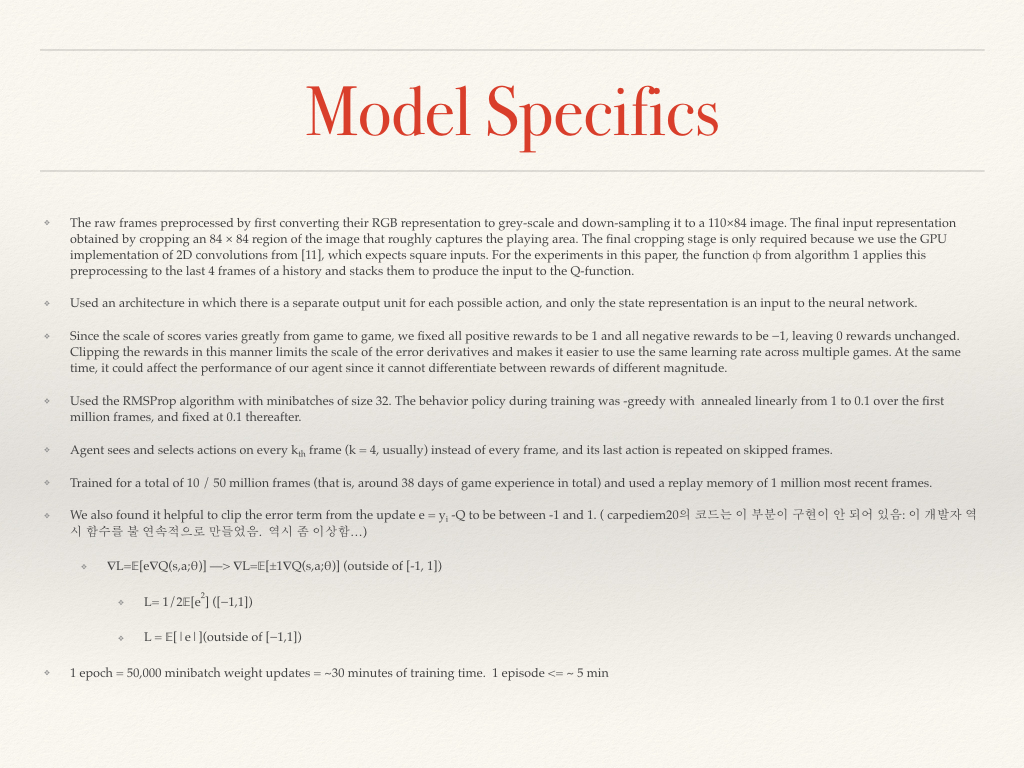 Model Specifics
The raw frames preprocessed by first converting their RGB representation to grey-scale and down-sampling it to a 110×84 image. The final input representation
obtained by cropping an 84 × 84 region of the image that roughly captures the playing area. The final cropping stage is only required because we use the GPU
implementation of 2D convolutions from [11], which expects square inputs. For the experiments in this paper, the function ϕ from algorithm 1 applies this
preprocessing to the last 4 frames of a history and stacks them to produce the input to the Q-function.
Used an architecture in which there is a separate output unit for each possible action, and only the state representation is an input to the neural network.
Since the scale of scores varies greatly from game to game, we fixed all positive rewards to be 1 and all negative rewards to be −1, leaving 0 rewards unchanged.
Clipping the rewards in this manner limits the scale of the error derivatives and makes it easier to use the same learning rate across multiple games. At the same
time, it could affect the performance of our agent since it cannot differentiate between rewards of different magnitude.
Used the RMSProp algorithm with minibatches of size 32. The behavior policy during training was -greedy with annealed linearly from 1 to 0.1 over the first
million frames, and fixed at 0.1 thereafter.
Agent sees and selects actions on every kth frame (k = 4, usually) instead of every frame, and its last action is repeated on skipped frames.
Trained for a total of 10 / 50 million frames (that is, around 38 days of game experience in total) and used a replay memory of 1 million most recent frames.
We also found it helpful to clip the error term from the update e = yi -Q to be between -1 and 1. ( carpediem20의 코드는 이 부분이 구현이 안 되어 있음: 이 개발자 역
시 함수를 불 연속적으로 만들었음. 역시 좀 이상함…)
∇L=𝔼[e∇Q(s,a;θ)] —> ∇L=𝔼[±1∇Q(s,a;θ)] (outside of [-1, 1])
L= 1/2𝔼[e²] ([−1,1])
L = 𝔼[|e|](outside of [−1,1])
1 epoch = 50,000 minibatch weight updates = ~30 minutes of training time. 1 episode <= ~ 5 min